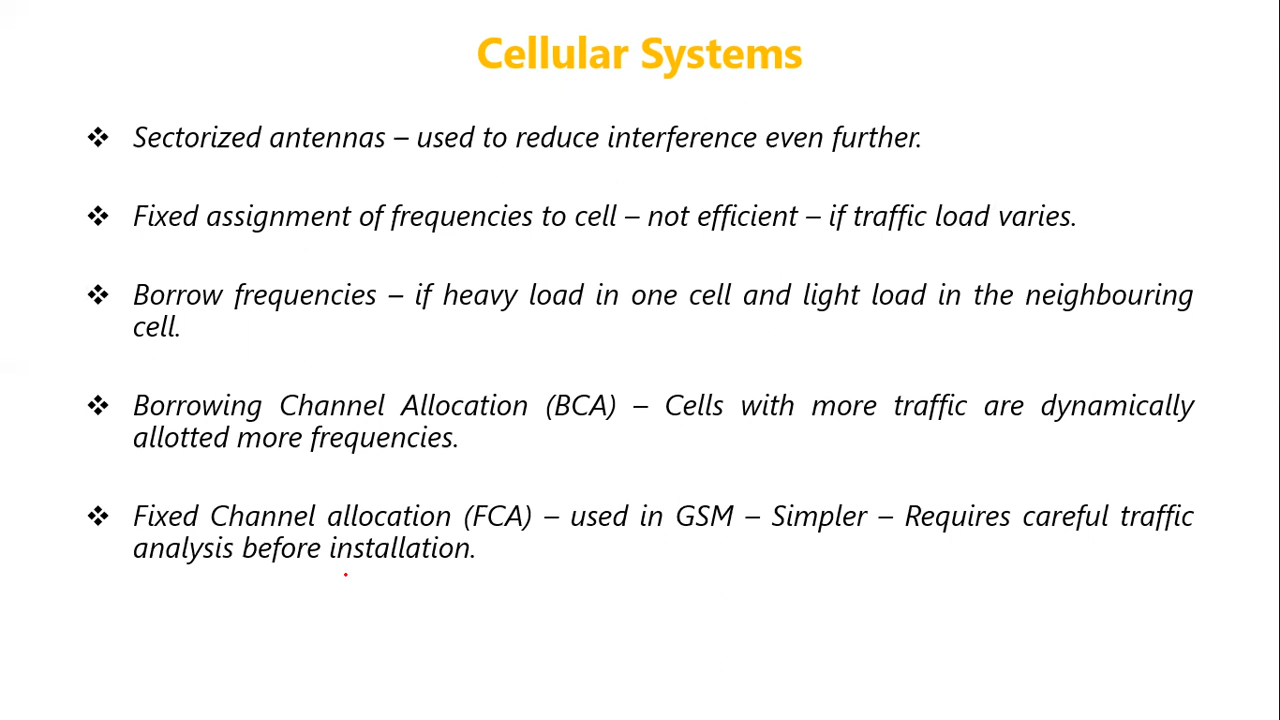 Cellular Systems
❖ Sectorized antennas – used to reduce interference even further.
❖ Fixed assignment of frequencies to cell – not efficient – if traffic load varies.
❖ Borrow frequencies – if heavy load in one cell and light load in the neighbouring
cell.
❖ Borrowing Channel Allocation (BCA) – Cells with more traffic are dynamically
allotted more frequencies.
❖ Fixed Channel allocation (FCA) – used in GSM – Simpler – Requires careful traffic
analysis before installation.